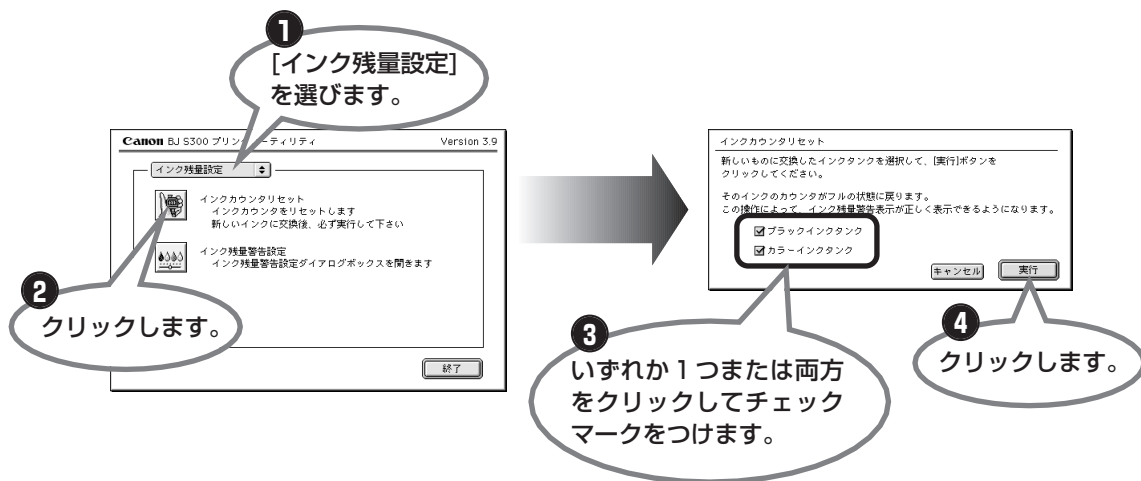 1
[インク残量設定]
を選びます。
Canon BJ S300 プリン
ーティリティ
Version 3.9
インク残量設定
インクカウンタリセット
インクカウンタをリセットします
新しいインクに交換後、必ず実行して下さい
インク残量警告設定
インク残量警告設定ダイアログボックスを開きます
2
クリックします。
終了
インクカウンタリセット
新しいものに交換したインクタンクを選択して、[実行]ボタンを
クリックしてください。
そのインクのカウンタがフルの状態に戻ります。
この操作によって、インク残量警告表示が正しく表示できるようになります。
ブラックインクタンク
カラーインクタンク
キャンセル
実行
3
いずれか1つまたは両方
をクリックしてチェック
マークをつけます。
4
クリックします。